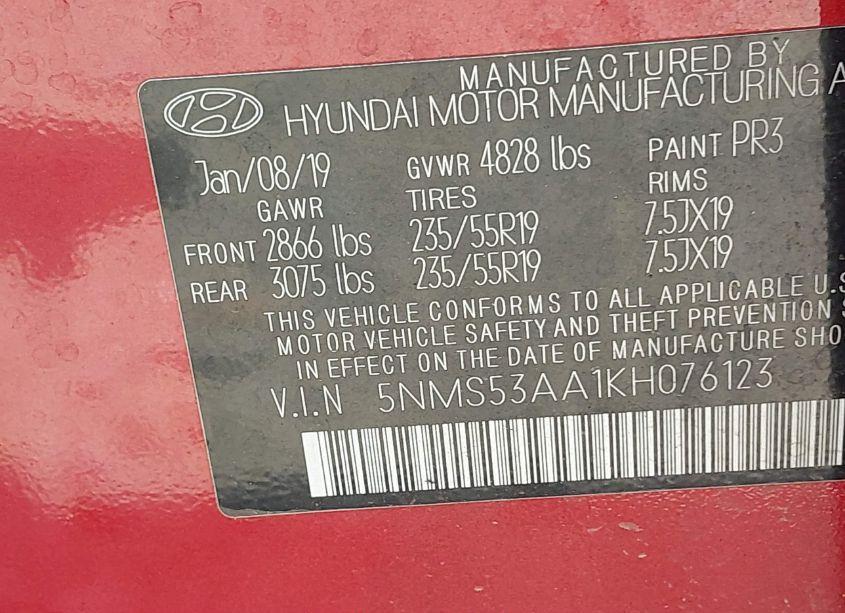 MANUFACTURED BY
HYUNDAI MOTOR MANUFACTURING A
Jan/08/19 GVWR 4828 lbs PAINT PR3
GAWR TIRES RIMS
FRONT 2866 lbs 235/55R19 7.5JX19
REAR 3075 lbs 235/55R19 7.5JX19
THIS VEHICLE CONFORMS TO ALL APPLICABLE U.S
MOTOR VEHICLE SAFETY AND THEFT PREVENTION S
IN EFFECT ON THE DATE OF MANUFACTURE SHO
V.I.N 5NMS53AA1KH076123